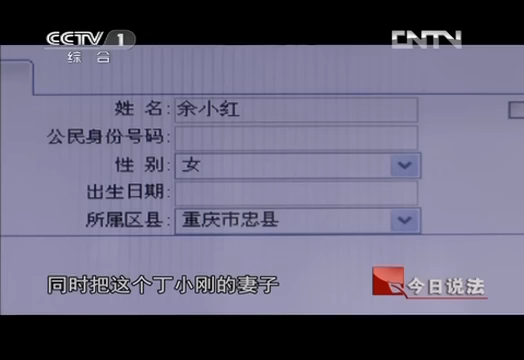 CCTV 1
综合
CNTV
姓 名: 余小红
公民身份号码:
性 别: 女
出生日期:
所属区县: 重庆市忠县
同时把这个丁小刚的妻子
今日说法